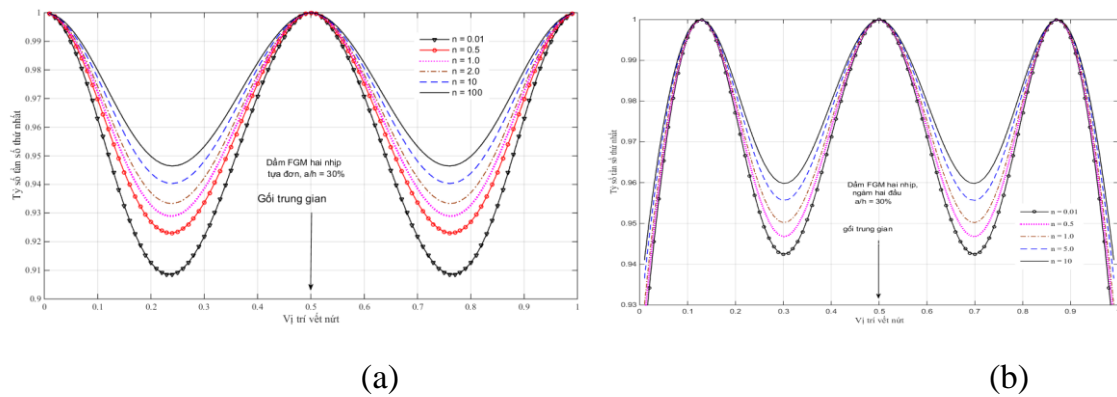 Tỷ số tần số thứ nhất
1
0.99
0.98
0.97
0.96
0.95
0.94
0.93
0.92
0.91
0.9
n = 0.01
n = 0.5
n = 1.0
n = 2.0
n = 10
n = 100
Dầm FGM hai nhịp
tựa đơn, a/h = 30%
Gối trung gian
0 0.1 0.2 0.3 0.4 0.5 0.6 0.7 0.8 0.9 1
Vị trí vết nứt
(a)
Tỷ số tần số thứ nhất
1
0.99
0.98
0.97
0.96
0.95
0.94
0.93
Dầm FGM hai nhịp,
ngàm hai đầu
a/h = 30%
gối trung gian
n = 0.01
n = 0.5
n = 1.0
n = 5.0
n = 10
0 0.1 0.2 0.3 0.4 0.5 0.6 0.7 0.8 0.9
Vị trí vết nứt
(b)